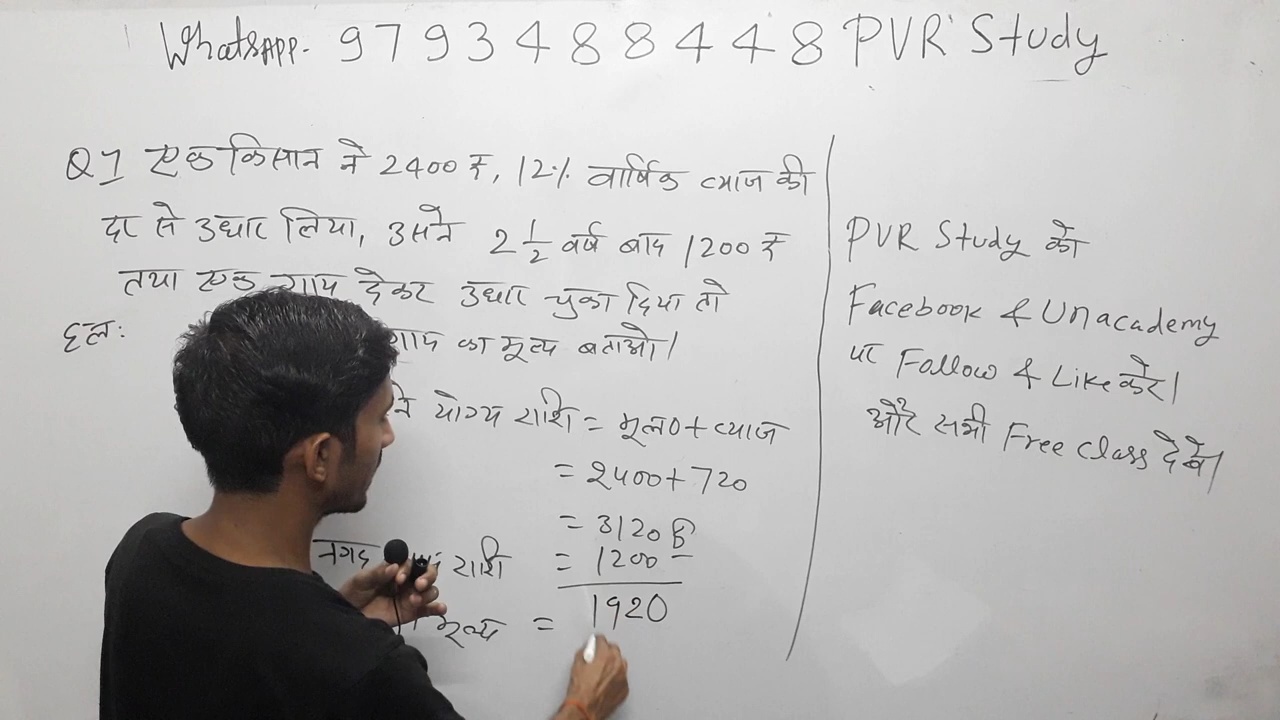 WhatsApp- 9793488448 PVR Study
Q1 एक किसान ने 2400 ₹, 12% वार्षिक ब्याज की
दर से उधार लिया, उसने 2 1/2 वर्ष बाद 1200 ₹
तथा एक गाय देकर उधार चुका दिया तो
हल: गाय का मूल्य बताओ।
योग्य राशि = मूल0 + ब्याज
= 2400 + 720
= 3120 ₹
नगद राशि = 1200 -
मूल्य = 1920
PVR Study को
Facebook & Unacademy
पर Follow & Like करे।
और सभी Free class देखे।